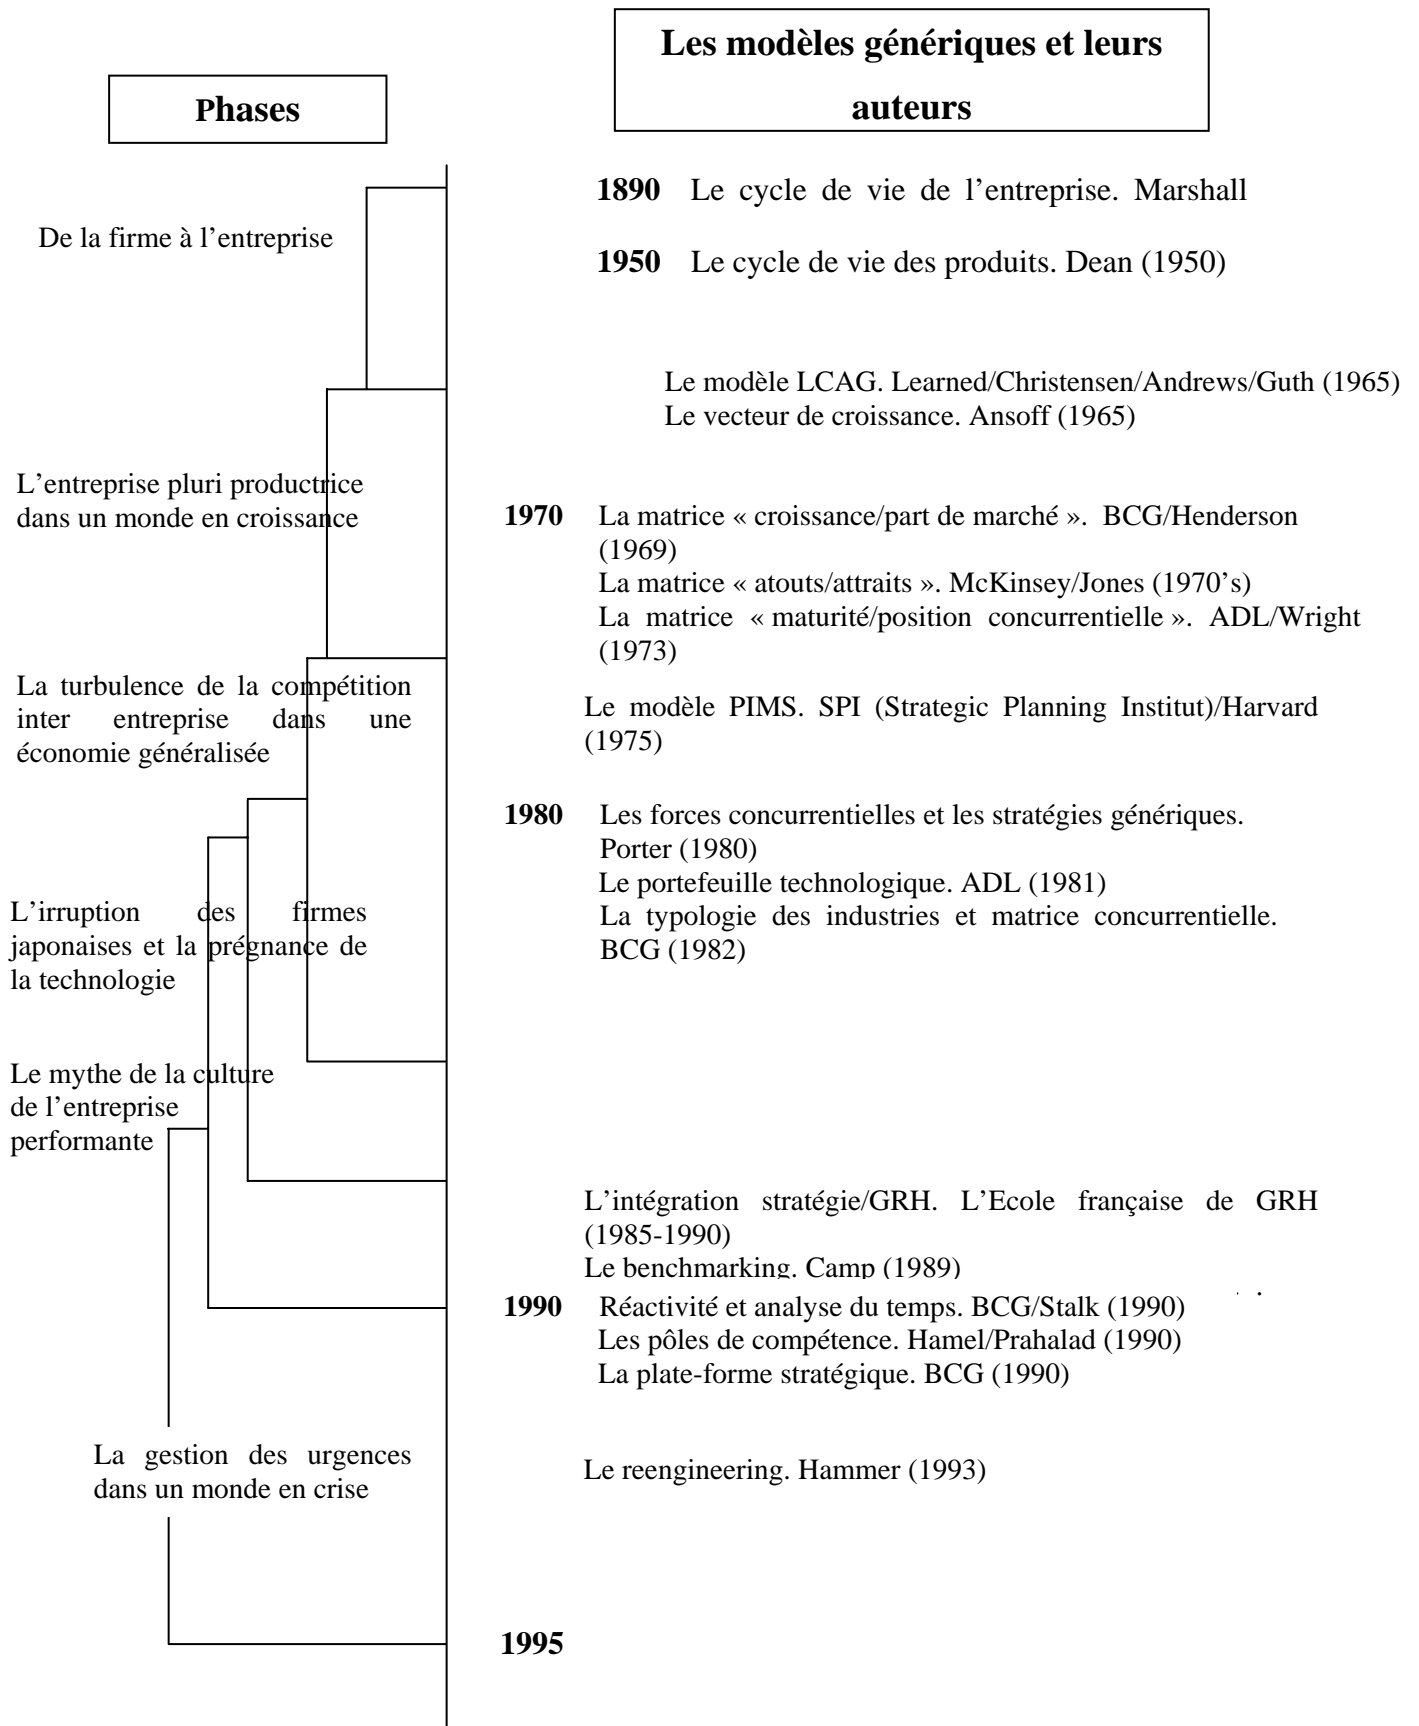 Les modèles génériques et leurs
auteurs
Phases
1890 Le cycle de vie de l’entreprise. Marshall
De la firme à l’entreprise
1950 Le cycle de vie des produits. Dean (1950)
Le modèle LCAG. Learned/Christensen/Andrews/Guth (1965)
Le vecteur de croissance. Ansoff (1965)
L’entreprise pluri productrice
dans un monde en croissance
1970 La matrice « croissance/part de marché ». BCG/Henderson
(1969)
La matrice « atouts/attraits ». McKinsey/Jones (1970’s)
La matrice « maturité/position concurrentielle ». ADL/Wright
(1973)
La turbulence de la compétition
inter entreprise dans une
économie généralisée
Le modèle PIMS. SPI (Strategic Planning Institut)/Harvard
(1975)
1980 Les forces concurrentielles et les stratégies génériques.
Porter (1980)
Le portefeuille technologique. ADL (1981)
La typologie des industries et matrice concurrentielle.
BCG (1982)
L’irruption des firmes
japonaises et la prégnance de
la technologie
Le mythe de la culture
de l’entreprise
performante
L’intégration stratégie/GRH. L’Ecole française de GRH
(1985-1990)
Le benchmarking. Camp (1989)
1990 Réactivité et analyse du temps. BCG/Stalk (1990)
Les pôles de compétence. Hamel/Prahalad (1990)
La plate-forme stratégique. BCG (1990)
La gestion des urgences
dans un monde en crise
Le reengineering. Hammer (1993)
1995